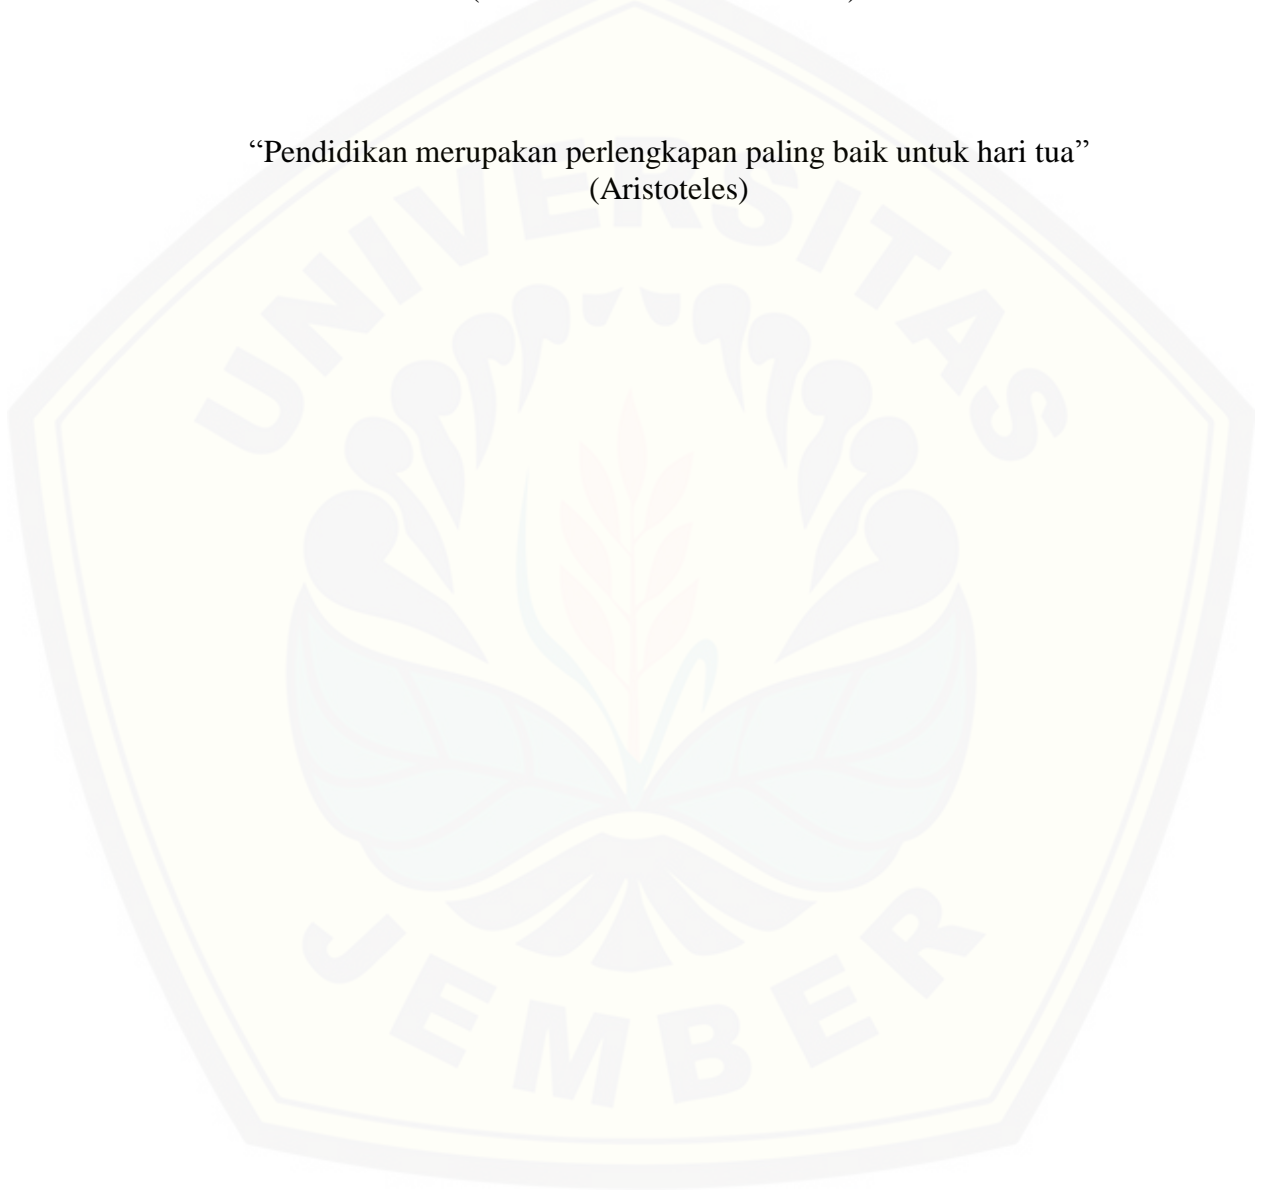 “Pendidikan merupakan perlengkapan paling baik untuk hari tua”
(Aristoteles)
UNIVERSITAS
JEMBER